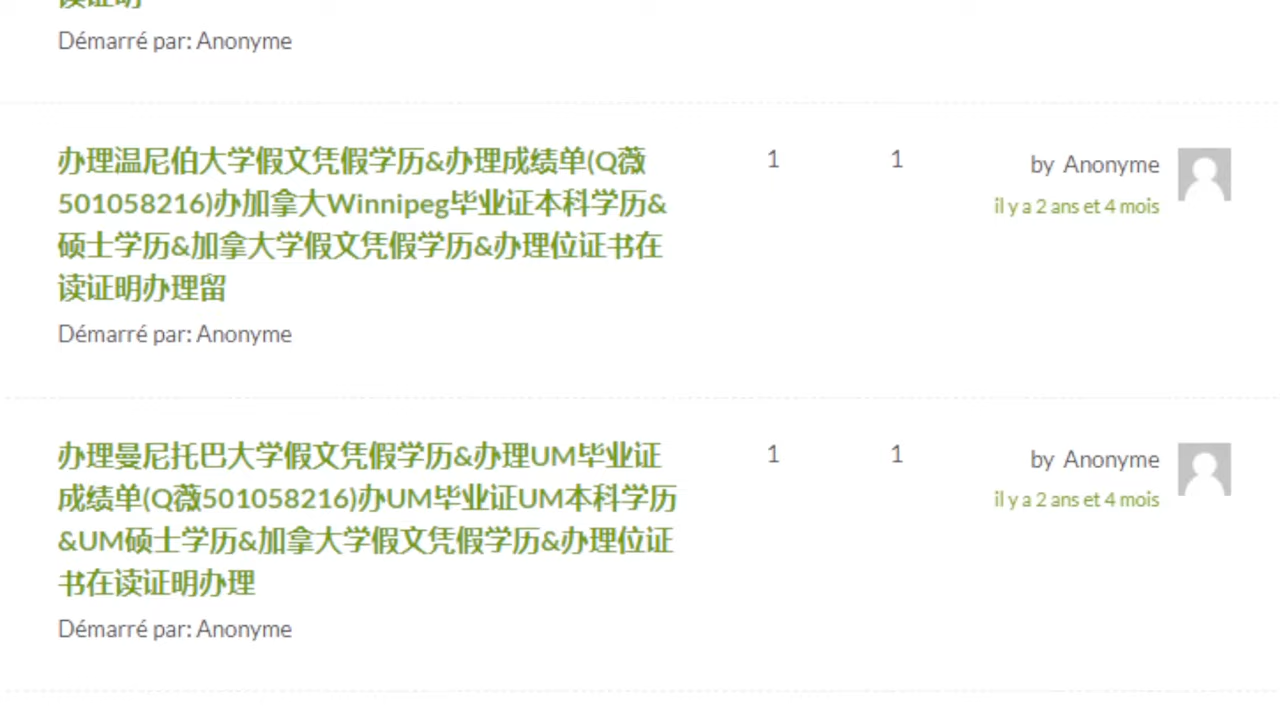 读证明
Démarré par: Anonyme
办理温尼伯大学假文凭假学历&办理成绩单(Q薇
501058216)办加拿大Winnipeg毕业证本科学历&
硕士学历&加拿大学假文凭假学历&办理位证书在
读证明办理留
1
1
by Anonyme
il y a 2 ans et 4 mois
Démarré par: Anonyme
办理曼尼托巴大学假文凭假学历&办理UM毕业证
成绩单(Q薇501058216)办UM毕业证UM本科学历
&UM硕士学历&加拿大学假文凭假学历&办理位证
书在读证明办理
1
1
by Anonyme
il y a 2 ans et 4 mois
Démarré par: Anonyme